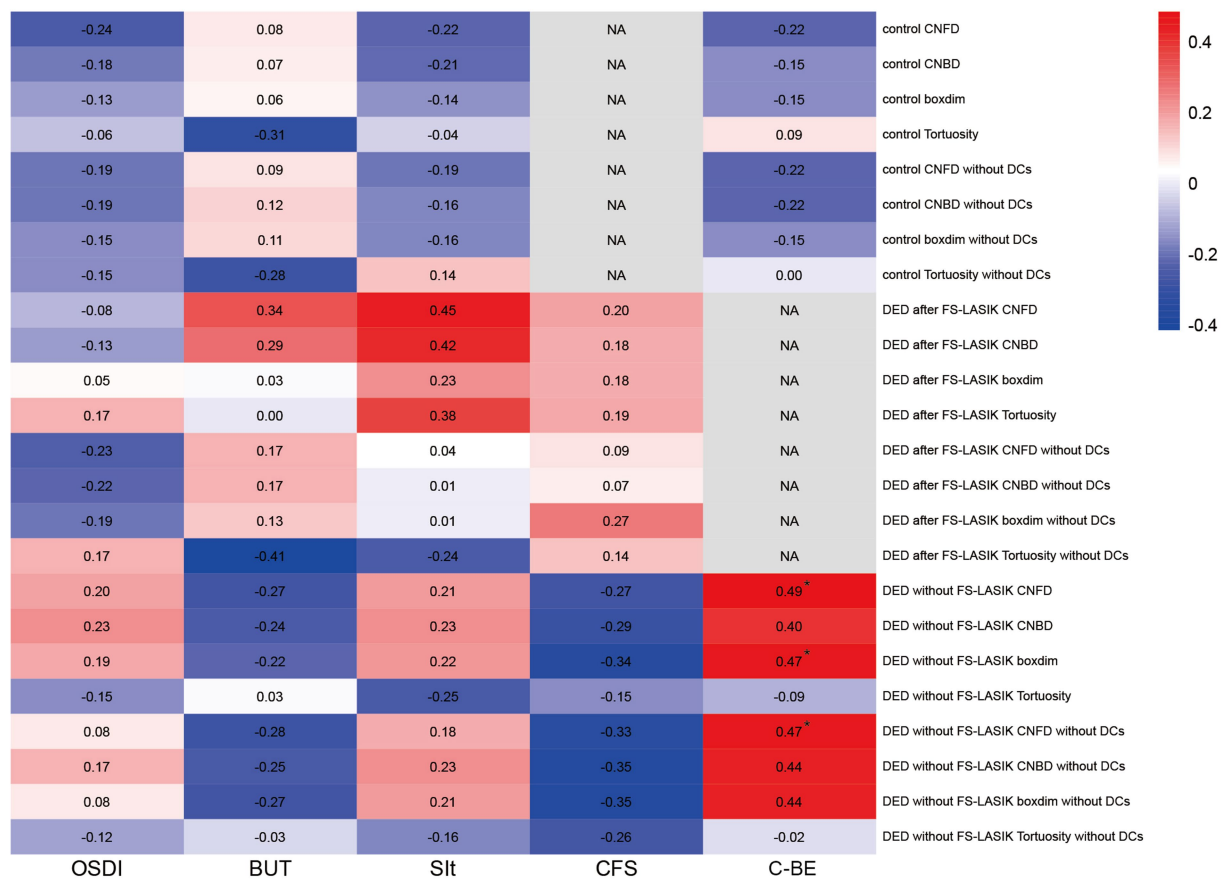 -0.24 0.08 -0.22 NA -0.22 control CNFD 0.4
-0.18 0.07 -0.21 NA -0.15 control CNBD
-0.13 0.06 -0.14 NA -0.15 control boxdim 0.2
-0.06 -0.31 -0.04 NA 0.09 control Tortuosity
-0.19 0.09 -0.19 NA -0.22 control CNFD without DCs 0
-0.19 0.12 -0.16 NA -0.22 control CNBD without DCs
-0.15 0.11 -0.16 NA -0.15 control boxdim without DCs -0.2
-0.15 -0.28 0.14 NA 0.00 control Tortuosity without DCs
-0.08 0.34 0.45 0.20 NA DED after FS-LASIK CNFD -0.4
-0.13 0.29 0.42 0.18 NA DED after FS-LASIK CNBD
0.05 0.03 0.23 0.18 NA DED after FS-LASIK boxdim
0.17 0.00 0.38 0.19 NA DED after FS-LASIK Tortuosity
-0.23 0.17 0.04 0.09 NA DED after FS-LASIK CNFD without DCs
-0.22 0.17 0.01 0.07 NA DED after FS-LASIK CNBD without DCs
-0.19 0.13 0.01 0.27 NA DED after FS-LASIK boxdim without DCs
0.17 -0.41 -0.24 0.14 NA DED after FS-LASIK Tortuosity without DCs
0.20 -0.27 0.21 -0.27 0.49* DED without FS-LASIK CNFD
0.23 -0.24 0.23 -0.29 0.40 DED without FS-LASIK CNBD
0.19 -0.22 0.22 -0.34 0.47* DED without FS-LASIK boxdim
-0.15 0.03 -0.25 -0.15 -0.09 DED without FS-LASIK Tortuosity
0.08 -0.28 0.18 -0.33 0.47* DED without FS-LASIK CNFD without DCs
0.17 -0.25 0.23 -0.35 0.44 DED without FS-LASIK CNBD without DCs
0.08 -0.27 0.21 -0.35 0.44 DED without FS-LASIK boxdim without DCs
-0.12 -0.03 -0.16 -0.26 -0.02 DED without FS-LASIK Tortuosity without DCs
OSDI BUT SIt CFS C-BE